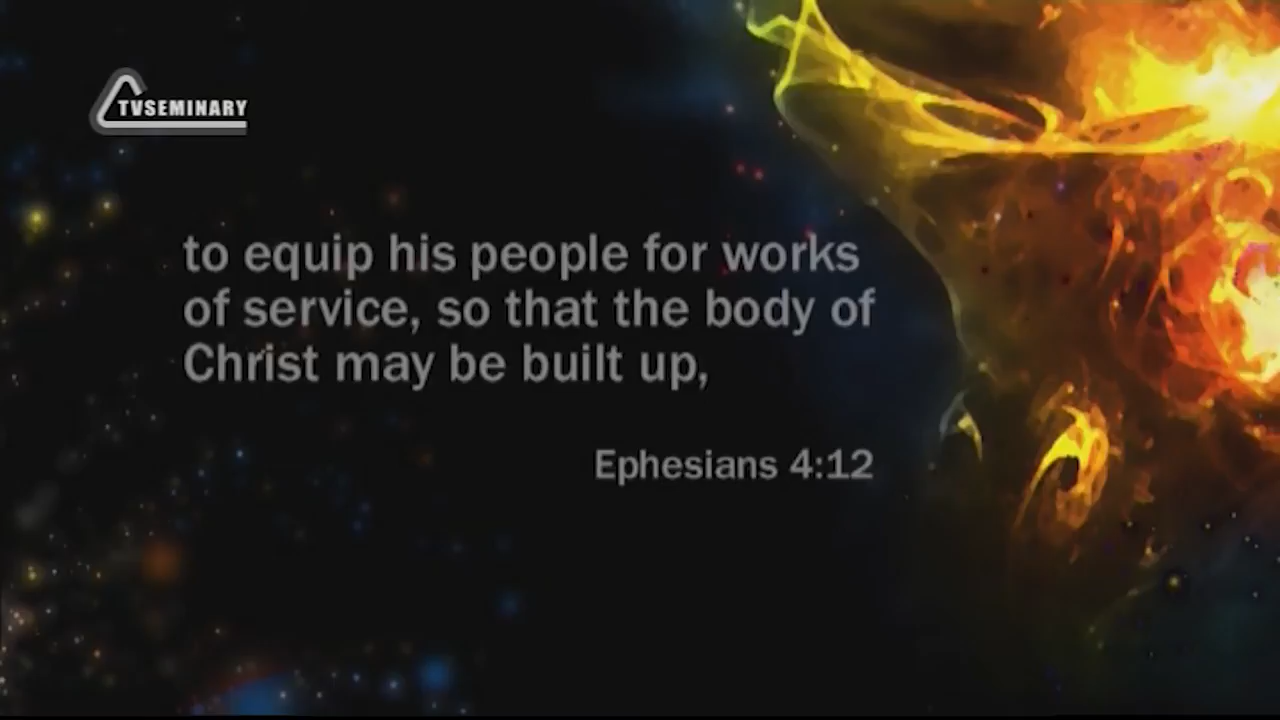 TVSEMINARY
to equip his people for works
of service, so that the body of
Christ may be built up,
Ephesians 4:12